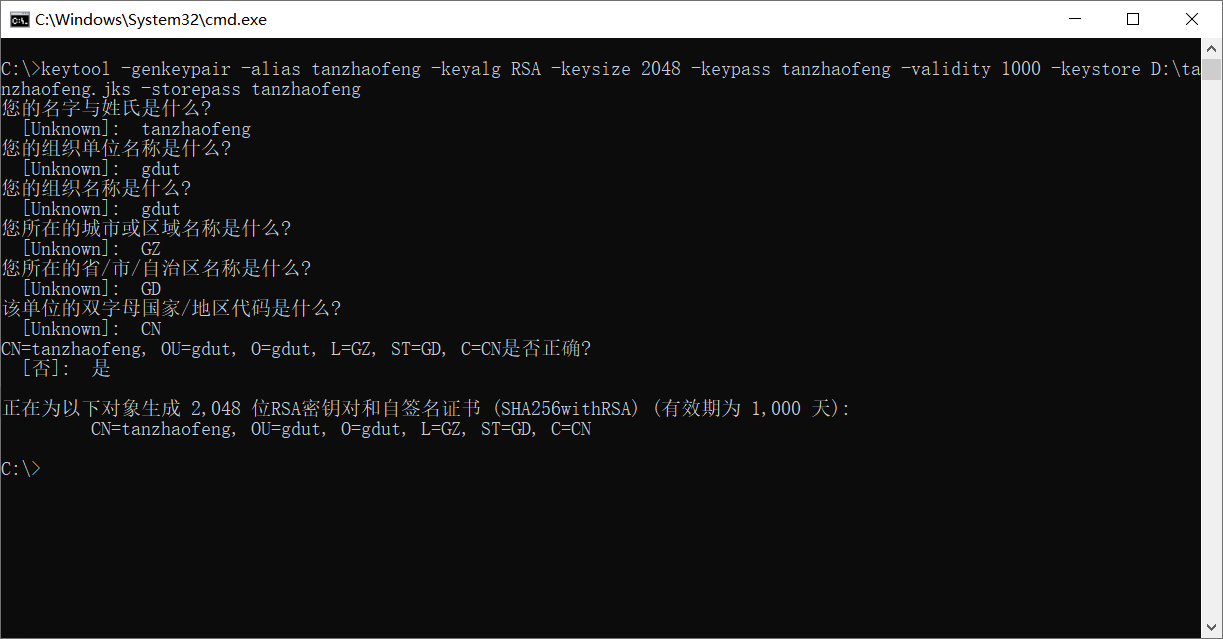 C:\Windows\System32\cmd.exe
C:\>keytool -genkeypair -alias tanzhaofeng -keyalg RSA -keysize 2048 -keypass tanzhaofeng -validity 1000 -keystore D:\ta
nzhaofeng.jks -storepass tanzhaofeng
您的名字与姓氏是什么?
[Unknown]:  tanzhaofeng
您的组织单位名称是什么?
[Unknown]:  gdut
您的组织名称是什么?
[Unknown]:  gdut
您所在的城市或区域名称是什么?
[Unknown]:  GZ
您所在的省/市/自治区名称是什么?
[Unknown]:  GD
该单位的双字母国家/地区代码是什么?
[Unknown]:  CN
CN=tanzhaofeng, OU=gdut, O=gdut, L=GZ, ST=GD, C=CN是否正确?
[否]:  是
正在为以下对象生成 2,048 位RSA密钥对和自签名证书 (SHA256withRSA) (有效期为 1,000 天):
CN=tanzhaofeng, OU=gdut, O=gdut, L=GZ, ST=GD, C=CN
C:\>